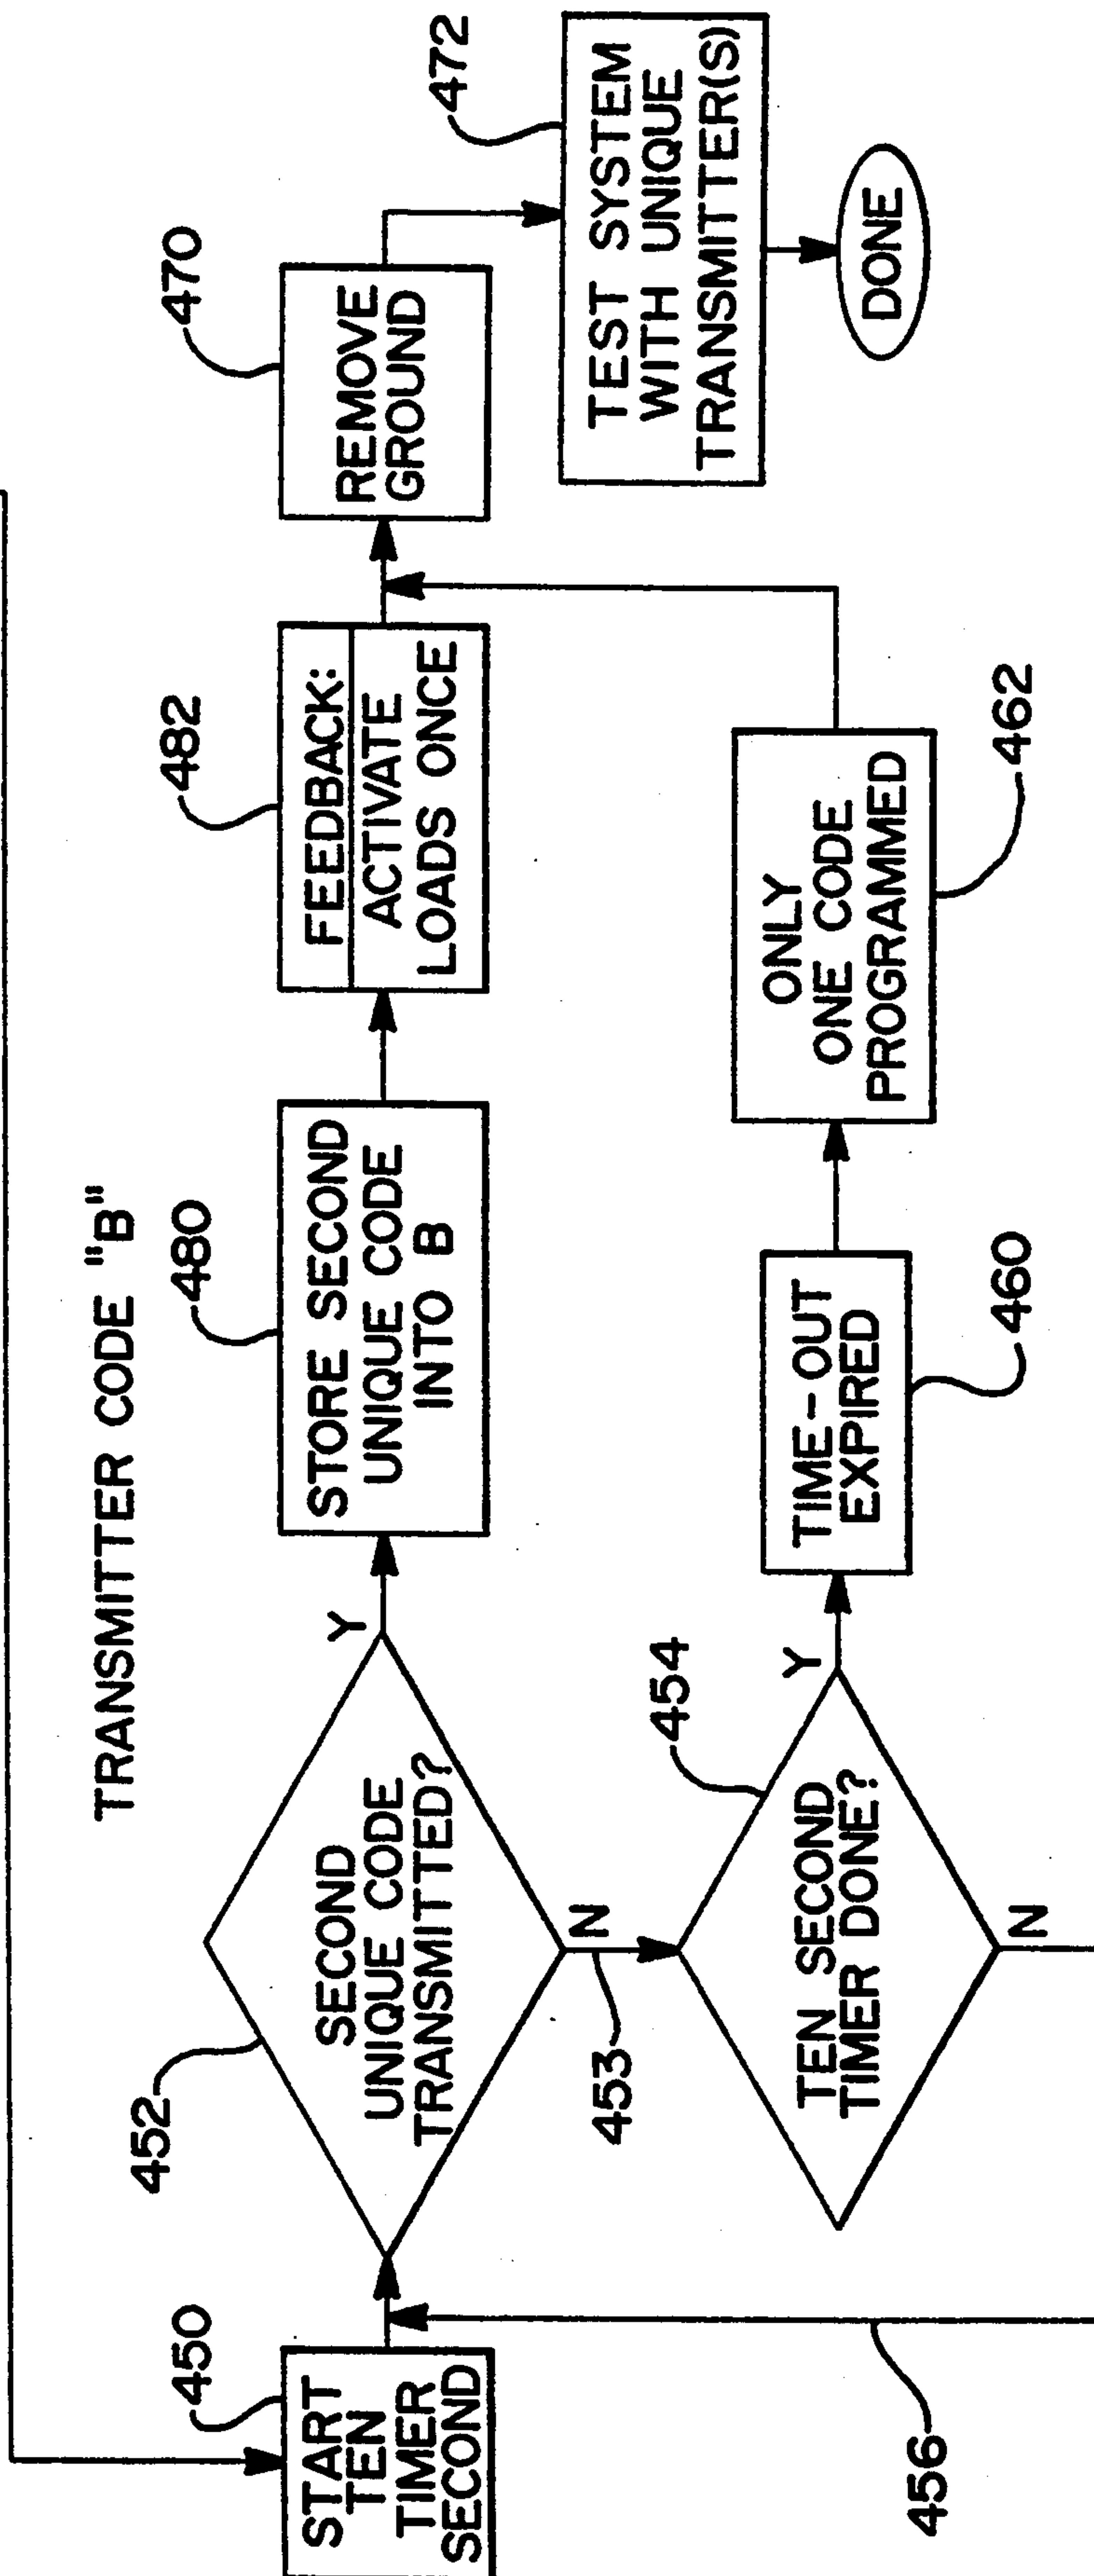 TRANSMITTER CODE "B"
450
START
TEN
TIMER
SECOND
452
SECOND
UNIQUE CODE
TRANSMITTED?
Y
N
453
480
STORE SECOND
UNIQUE CODE
INTO B
482
FEEDBACK:
ACTIVATE
LOADS ONCE
470
REMOVE
GROUND
472
TEST SYSTEM
WITH UNIQUE
TRANSMITTER(S)
DONE
454
TEN SECOND
TIMER DONE?
Y
N
456
460
TIME-OUT
EXPIRED
462
ONLY
ONE CODE
PROGRAMMED